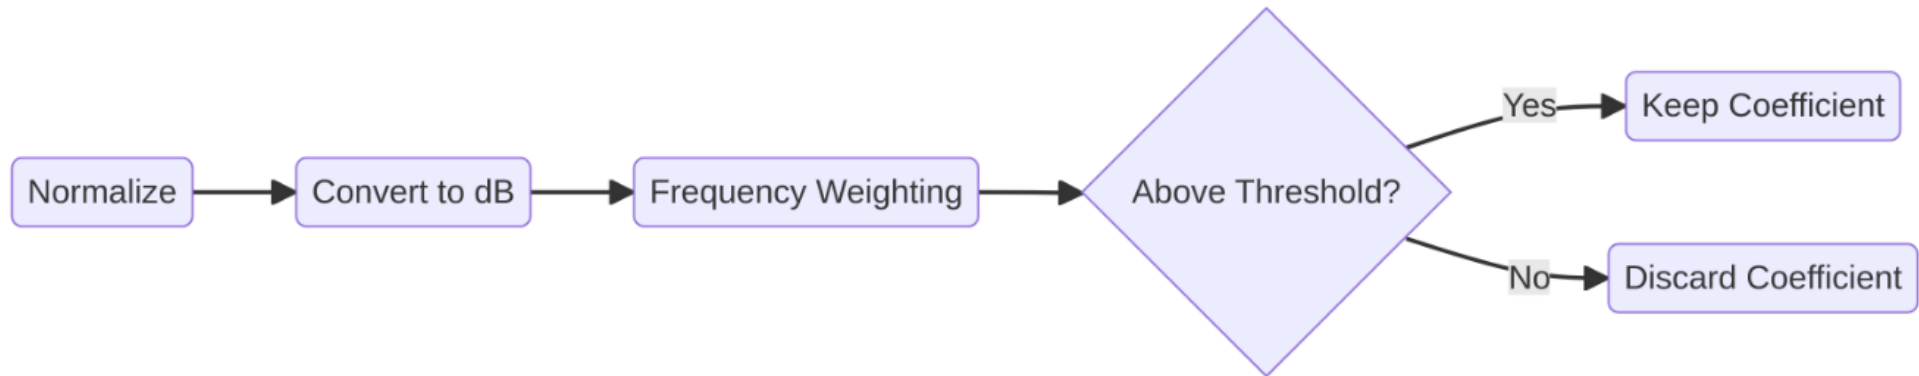 Normalize
Convert to dB
Frequency Weighting
Above Threshold?
Yes
Keep Coefficient
No
Discard Coefficient